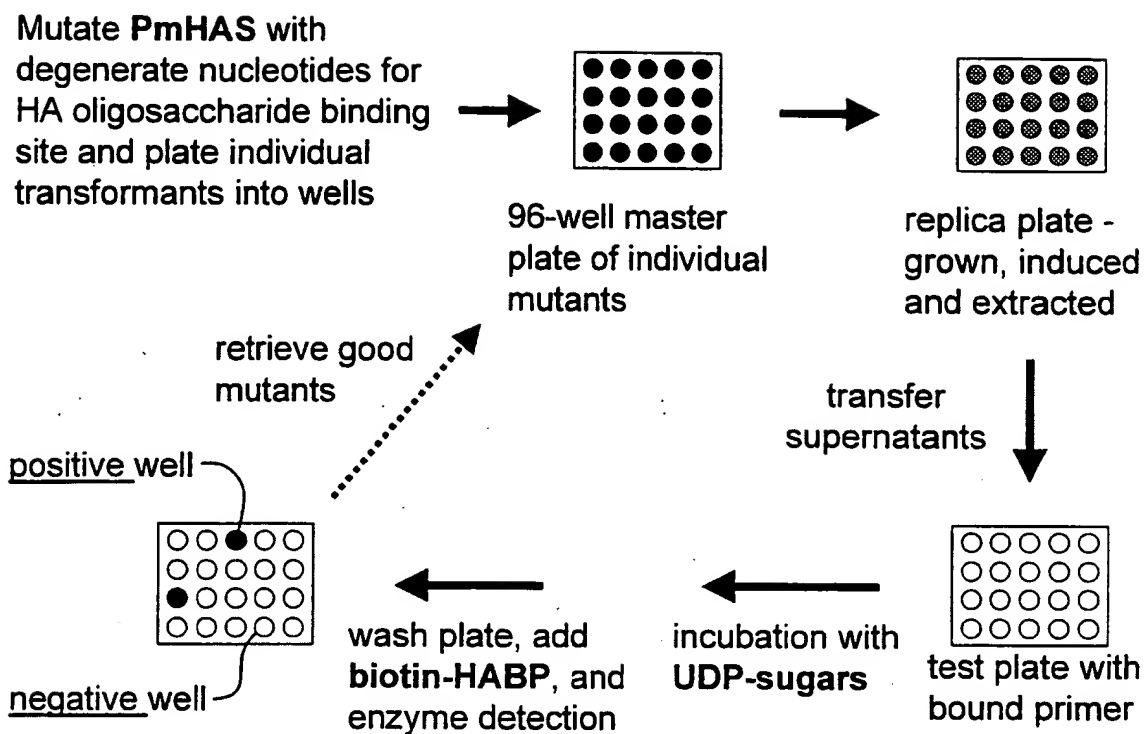 Mutate PmHAS with
degenerate nucleotides for
HA oligosaccharide binding
site and plate individual
transformants into wells
96-well master
plate of individual
mutants
replica plate -
grown, induced
and extracted
transfer
supernatants
test plate with
bound primer
incubation with
UDP-sugars
wash plate, add
biotin-HABP, and
enzyme detection
positive well
negative well
retrieve good
mutants